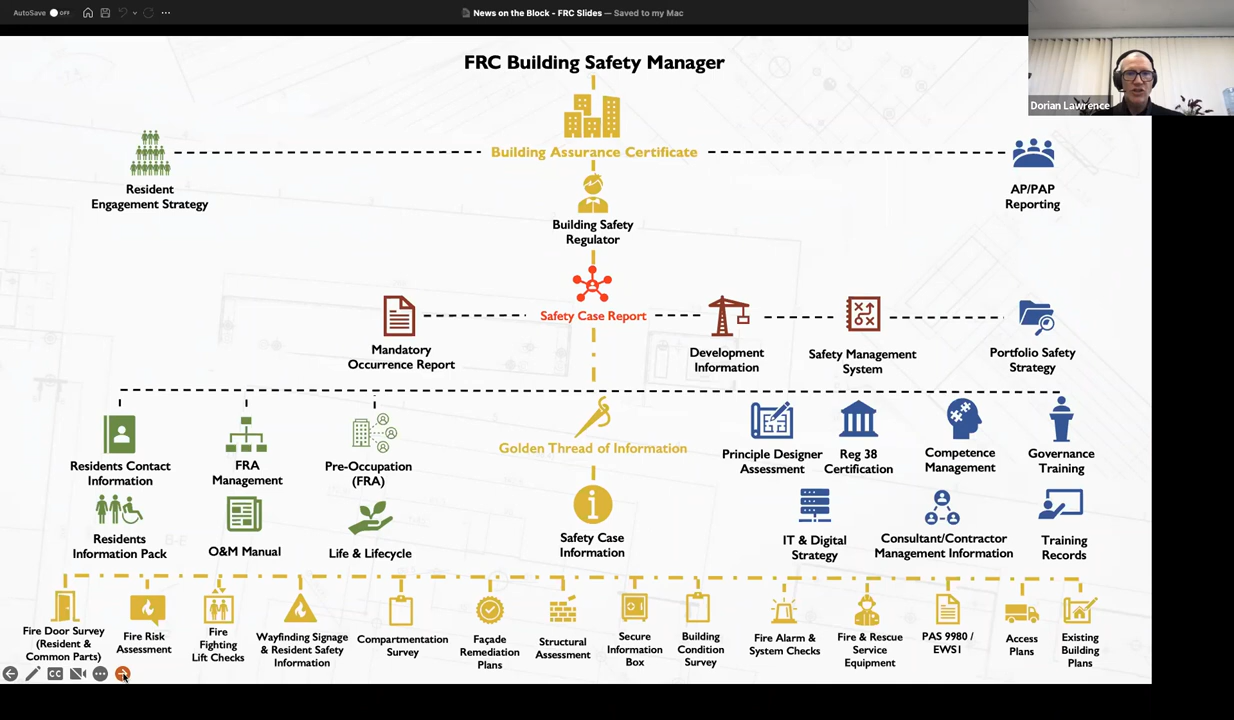 AutoSave OFF
News on the Block - FRC Slides — Saved to my Mac
Dorian Lawrence
FRC Building Safety Manager
Building Assurance Certificate
Resident
Engagement Strategy
AP/PAP
Reporting
Building Safety
Regulator
Safety Case Report
Mandatory
Occurrence Report
Development
Information
Safety Management
System
Portfolio Safety
Strategy
Golden Thread of Information
Residents Contact
Information
FRA
Management
Pre-Occupation
(FRA)
Principle Designer
Assessment
Reg 38
Certification
Competence
Management
Governance
Training
Residents
Information Pack
O&M Manual
Life & Lifecycle
Safety Case
Information
IT & Digital
Strategy
Consultant/Contractor
Management Information
Training
Records
Fire Door Survey
(Resident &
Common Parts)
Fire Risk
Assessment
Fire
Fighting
Lift Checks
Wayfinding Signage
& Resident Safety
Information
Compartmentation
Survey
Façade
Remediation
Plans
Structural
Assessment
Secure
Information
Box
Building
Condition
Survey
Fire Alarm &
System Checks
Fire & Rescue
Service
Equipment
PAS 9980 /
EWS1
Access
Plans
Existing
Building
Plans
CC